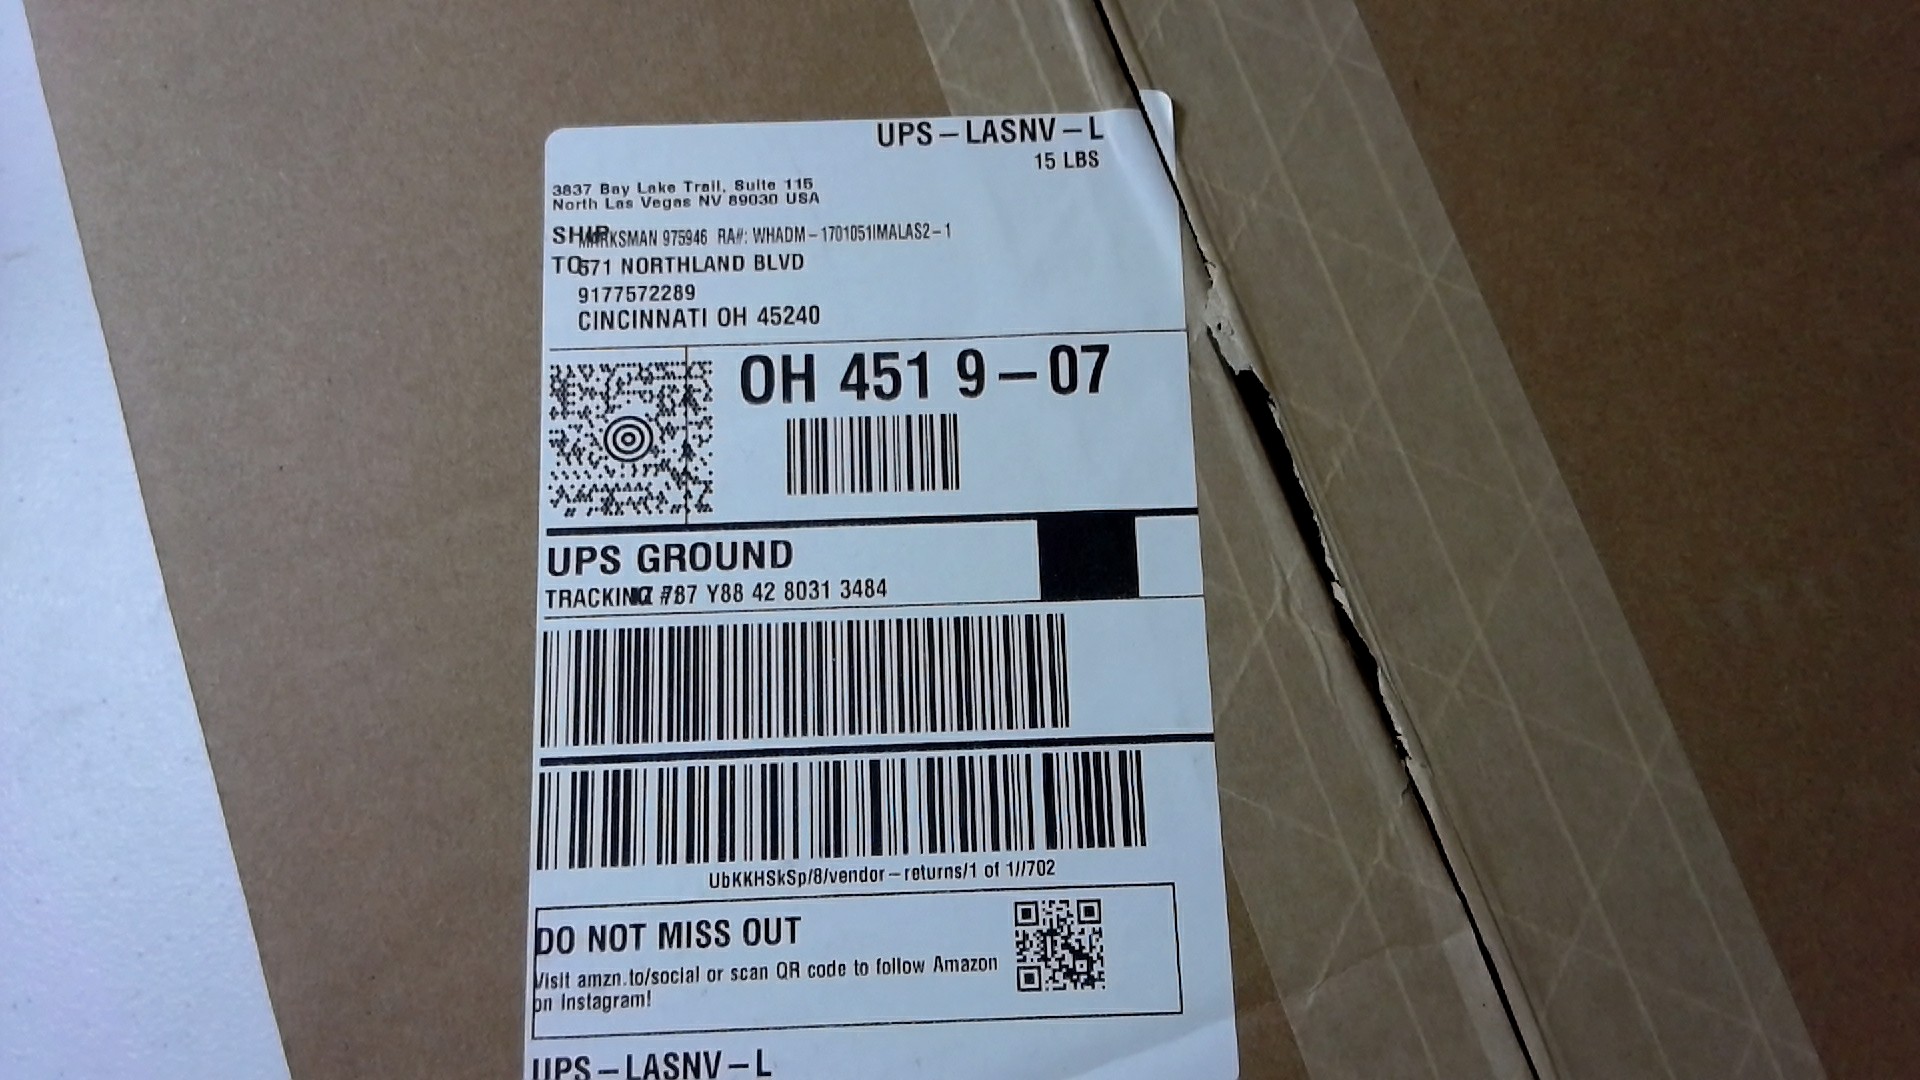 UPS-LASNV-L
15 LBS
3837 Bay Lake Trail, Suite 115
North Las Vegas NV 89030 USA
SHIP
MARKSMAN 975946 RA#: WHADM-1701051IMALAS2-1
TO
571 NORTHLAND BLVD
9177572289
CINCINNATI OH 45240
OH 451 9-07
UPS GROUND
TRACKING #: 87 Y88 42 8031 3484
UbKKHSkSp/8/vendor-returns/1 of 1//702
DO NOT MISS OUT
Visit amzn.to/social or scan QR code to follow Amazon
on Instagram!
UPS-LASNV-L